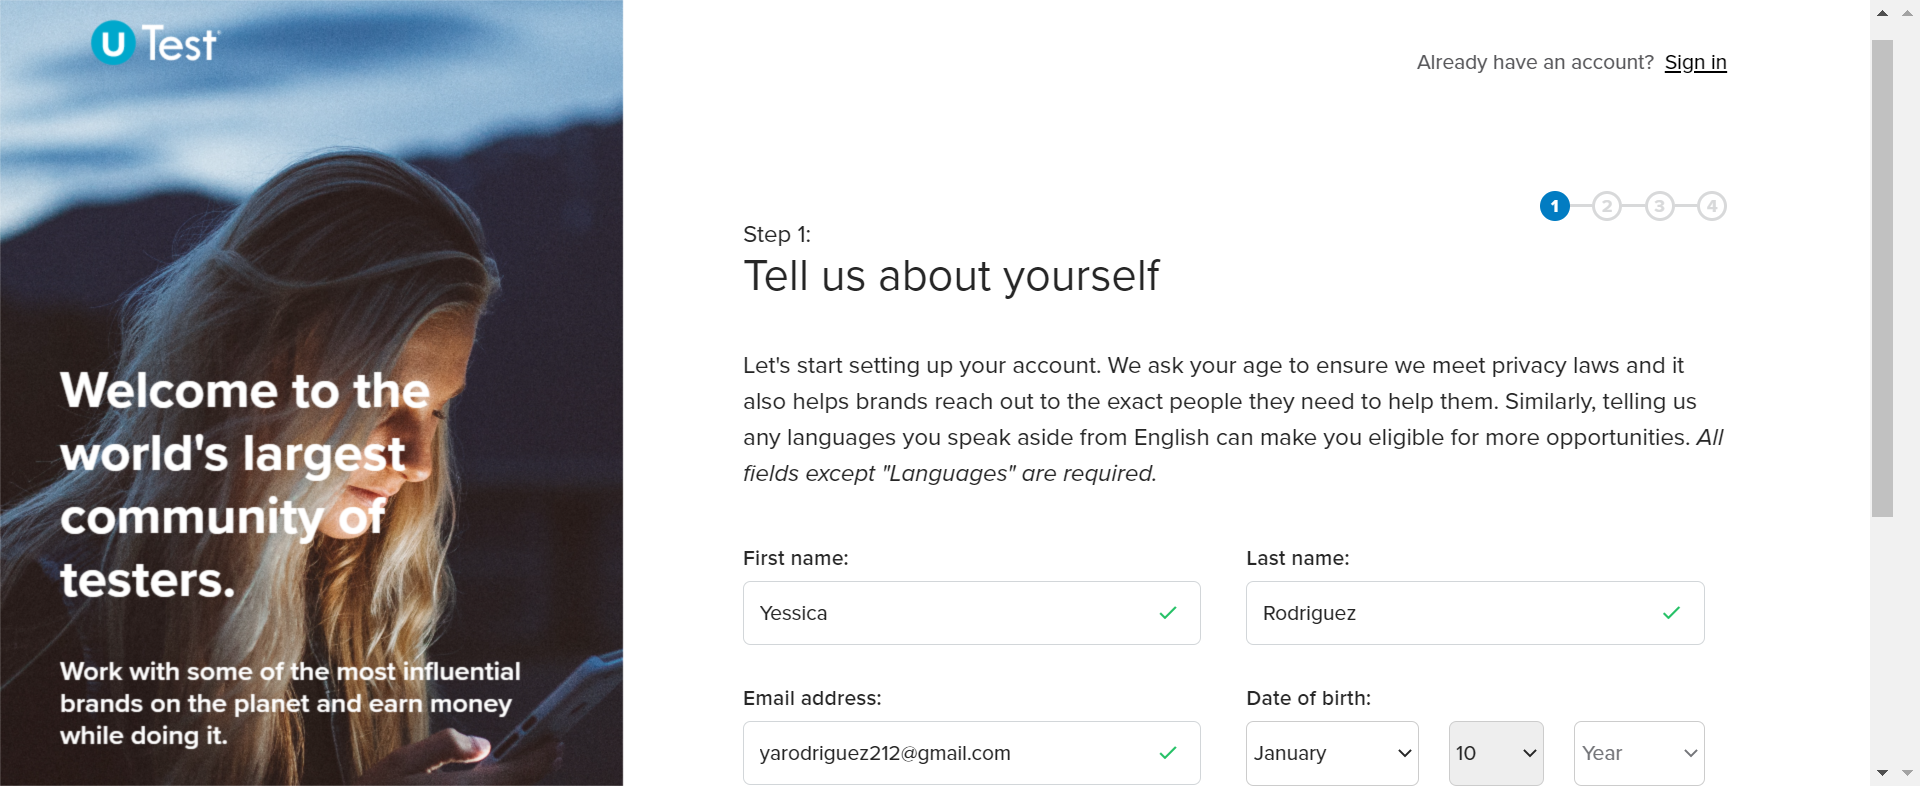 U Test
Already have an account? Sign in
1 2 3 4
Step 1:
Tell us about yourself
Let's start setting up your account. We ask your age to ensure we meet privacy laws and it
also helps brands reach out to the exact people they need to help them. Similarly, telling us
any languages you speak aside from English can make you eligible for more opportunities. All
fields except "Languages" are required.
Welcome to the
world's largest
community of
testers.
Work with some of the most influential
brands on the planet and earn money
while doing it.
First name: Last name:
Yessica Rodriguez
Email address: Date of birth:
yarodriguez212@gmail.com January 10 Year